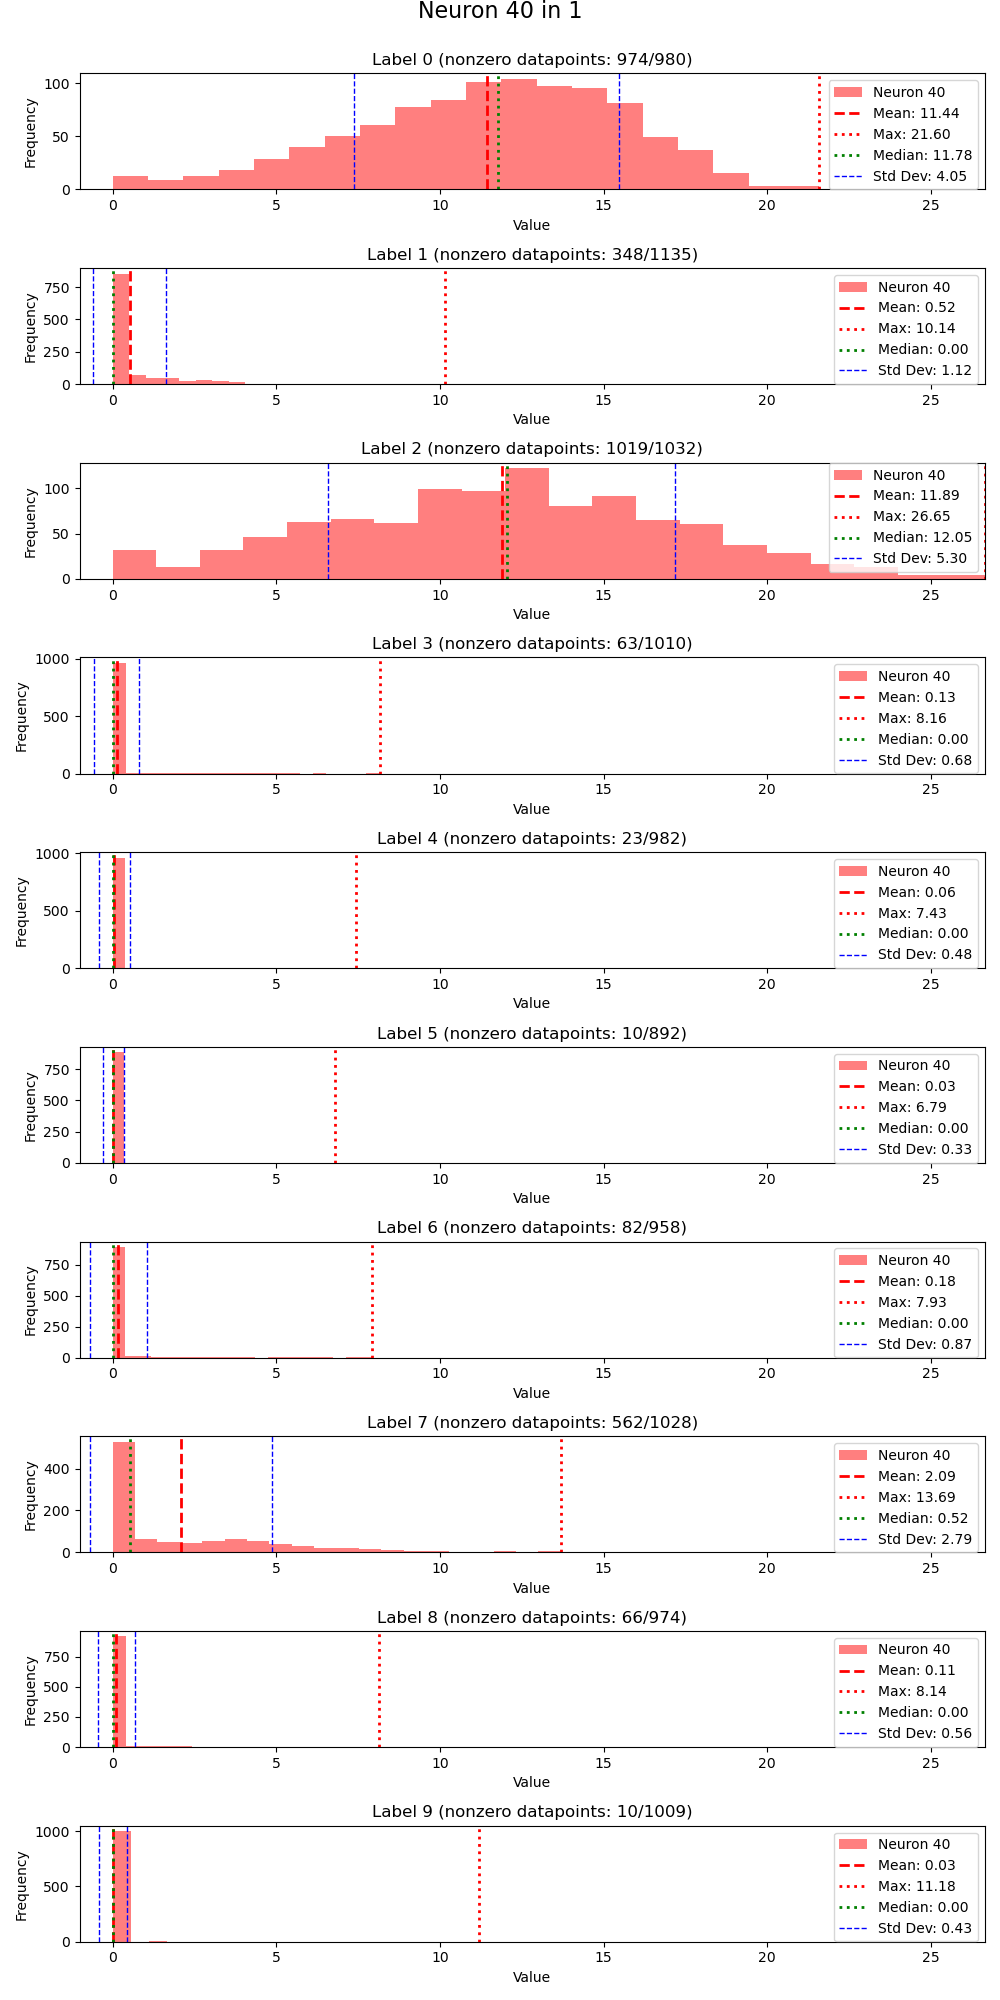 Neuron 40 in 1
Label 0 (nonzero datapoints: 974/980)
Frequency
100
50
0
Neuron 40
Mean: 11.44
Max: 21.60
Median: 11.78
Std Dev: 4.05
0 5 10 15 20 25
Value
Label 1 (nonzero datapoints: 348/1135)
Frequency
750
500
250
0
Neuron 40
Mean: 0.52
Max: 10.14
Median: 0.00
Std Dev: 1.12
0 5 10 15 20 25
Value
Label 2 (nonzero datapoints: 1019/1032)
Frequency
100
50
0
Neuron 40
Mean: 11.89
Max: 26.65
Median: 12.05
Std Dev: 5.30
0 5 10 15 20 25
Value
Label 3 (nonzero datapoints: 63/1010)
Frequency
1000
500
0
Neuron 40
Mean: 0.13
Max: 8.16
Median: 0.00
Std Dev: 0.68
0 5 10 15 20 25
Value
Label 4 (nonzero datapoints: 23/982)
Frequency
1000
500
0
Neuron 40
Mean: 0.06
Max: 7.43
Median: 0.00
Std Dev: 0.48
0 5 10 15 20 25
Value
Label 5 (nonzero datapoints: 10/892)
Frequency
750
500
250
0
Neuron 40
Mean: 0.03
Max: 6.79
Median: 0.00
Std Dev: 0.33
0 5 10 15 20 25
Value
Label 6 (nonzero datapoints: 82/958)
Frequency
750
500
250
0
Neuron 40
Mean: 0.18
Max: 7.93
Median: 0.00
Std Dev: 0.87
0 5 10 15 20 25
Value
Label 7 (nonzero datapoints: 562/1028)
Frequency
400
200
0
Neuron 40
Mean: 2.09
Max: 13.69
Median: 0.52
Std Dev: 2.79
0 5 10 15 20 25
Value
Label 8 (nonzero datapoints: 66/974)
Frequency
750
500
250
0
Neuron 40
Mean: 0.11
Max: 8.14
Median: 0.00
Std Dev: 0.56
0 5 10 15 20 25
Value
Label 9 (nonzero datapoints: 10/1009)
Frequency
1000
500
0
Neuron 40
Mean: 0.03
Max: 11.18
Median: 0.00
Std Dev: 0.43
0 5 10 15 20 25
Value